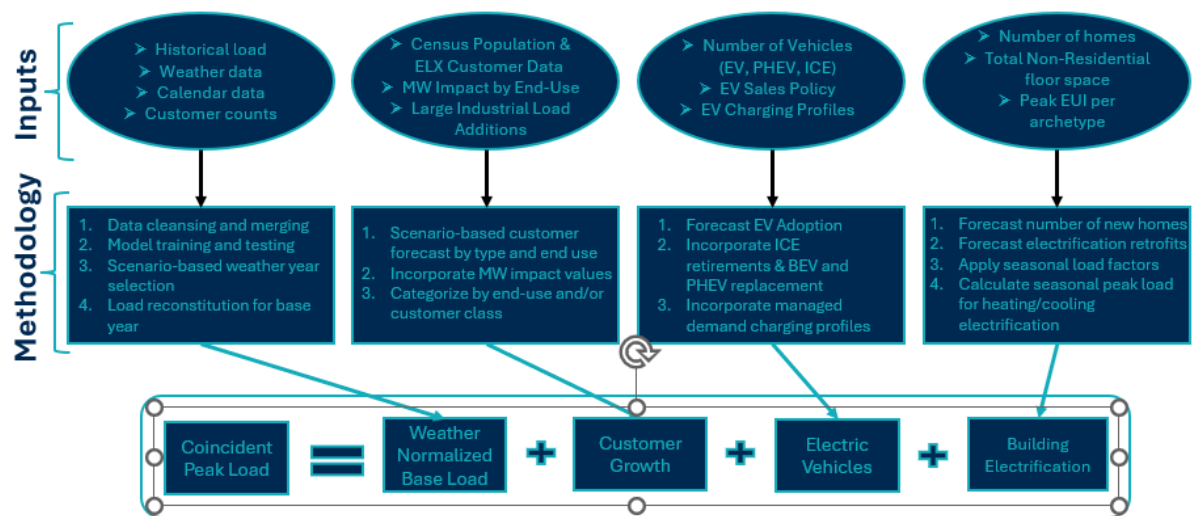 Inputs
➤ Historical load
➤ Weather data
➤ Calendar data
➤ Customer counts
➤ Census Population &
ELX Customer Data
➤ MW Impact by End-Use
➤ Large Industrial Load
Additions
➤ Number of Vehicles
(EV, PHEV, ICE)
➤ EV Sales Policy
➤ EV Charging Profiles
➤ Number of homes
➤ Total Non-Residential
floor space
➤ Peak EUI per
archetype
Methodology
1. Data cleansing and merging
2. Model training and testing
3. Scenario-based weather year
selection
4. Load reconstitution for base
year
1. Scenario-based customer
forecast by type and end use
2. Incorporate MW impact values
3. Categorize by end-use and/or
customer class
1. Forecast EV Adoption
2. Incorporate ICE
retirements & BEV and
PHEV replacement
3. Incorporate managed
demand charging profiles
1. Forecast number of new homes
2. Forecast electrification retrofits
3. Apply seasonal load factors
4. Calculate seasonal peak load
for heating/cooling
electrification
Coincident
Peak Load
=
Weather
Normalized
Base Load
+
Customer
Growth
+
Electric
Vehicles
+
Building
Electrification